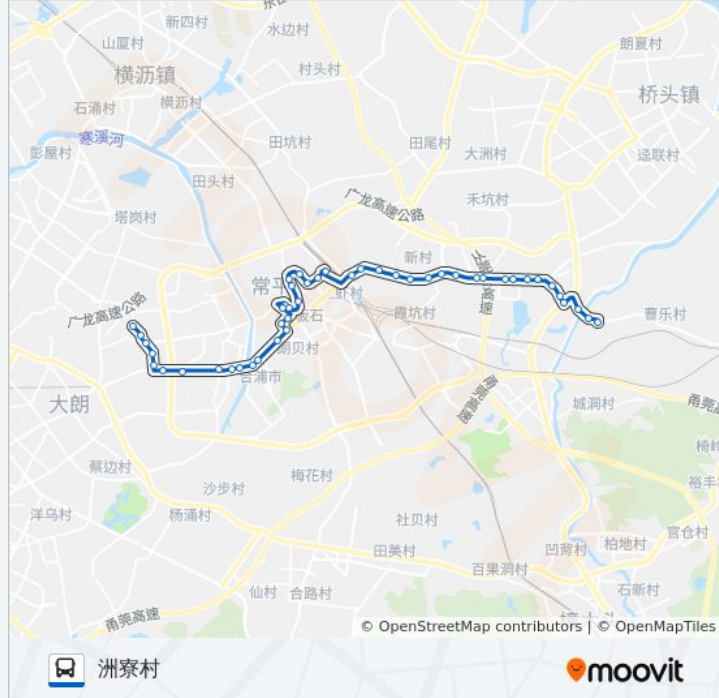 新四村
水边村
山厦村
朗夏村
横沥镇
村头村
桥头镇
石涌村
横沥村
寒溪河
田坑村
田尾村
大洲村
迳联村
彭屋村
田头村
禾坑村
广龙高速公路
塔岗村
新村
常平
广龙高速公路
曹乐村
霞坑村
朗贝村
大朗
甬莞高速
城洞村
蔡边村
梅花村
沙步村
洋乌村
杨涌村
社贝村
官仓村
田美村
凹背村
柏地村
百果洞村
仙村
合路村
石新村
甬莞高速
© OpenStreetMap contributors | © OpenMapTiles
洲寮村
moovit